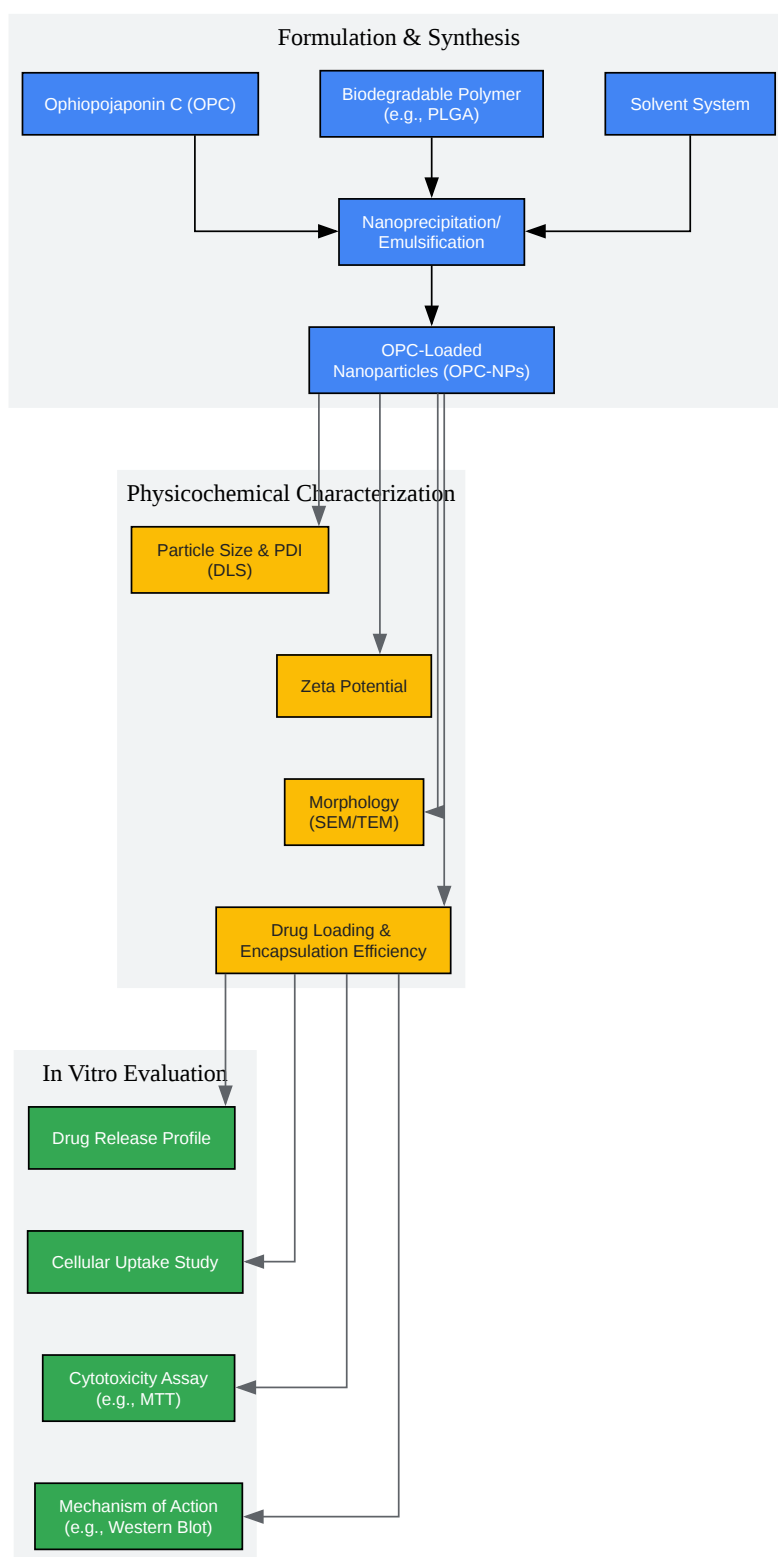 Formulation & Synthesis
Ophiopojaponin C (OPC)
Biodegradable Polymer
(e.g., PLGA)
Solvent System
Nanoprecipitation/
Emulsification
OPC-Loaded
Nanoparticles (OPC-NPs)
Physicochemical Characterization
Particle Size & PDI
(DLS)
Zeta Potential
Morphology
(SEM/TEM)
Drug Loading &
Encapsulation Efficiency
In Vitro Evaluation
Drug Release Profile
Cellular Uptake Study
Cytotoxicity Assay
(e.g., MTT)
Mechanism of Action
(e.g., Western Blot)